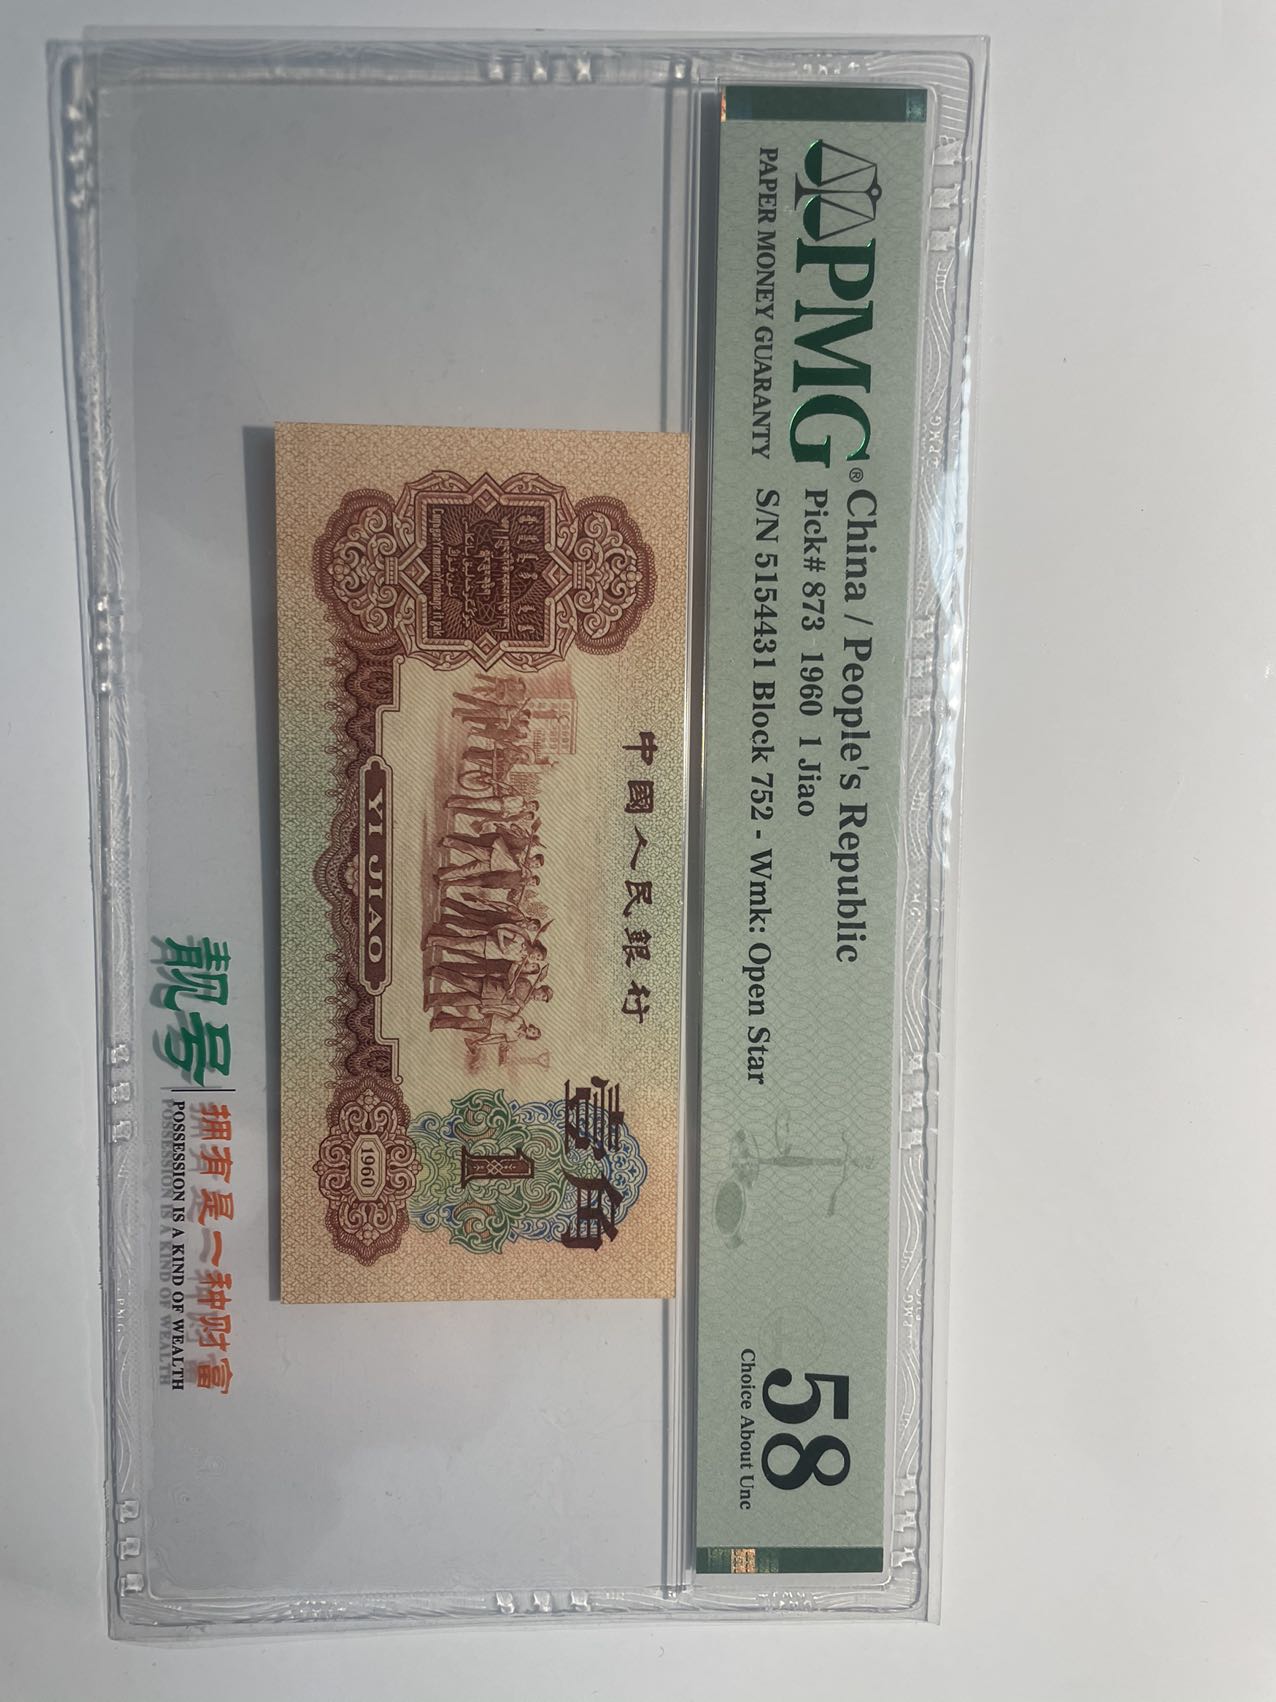 PMG®
PAPER MONEY GUARANTY
China / People's Republic
Pick# 873 1960 1 Jiao
S/N 5154431 Block 752 - Wmk: Open Star
58
Choice About Unc
中國人民銀行
壹角
1
YI JIAO
1960
靓号
拥有是一种财富
POSSESSION IS A KIND OF WEALTH